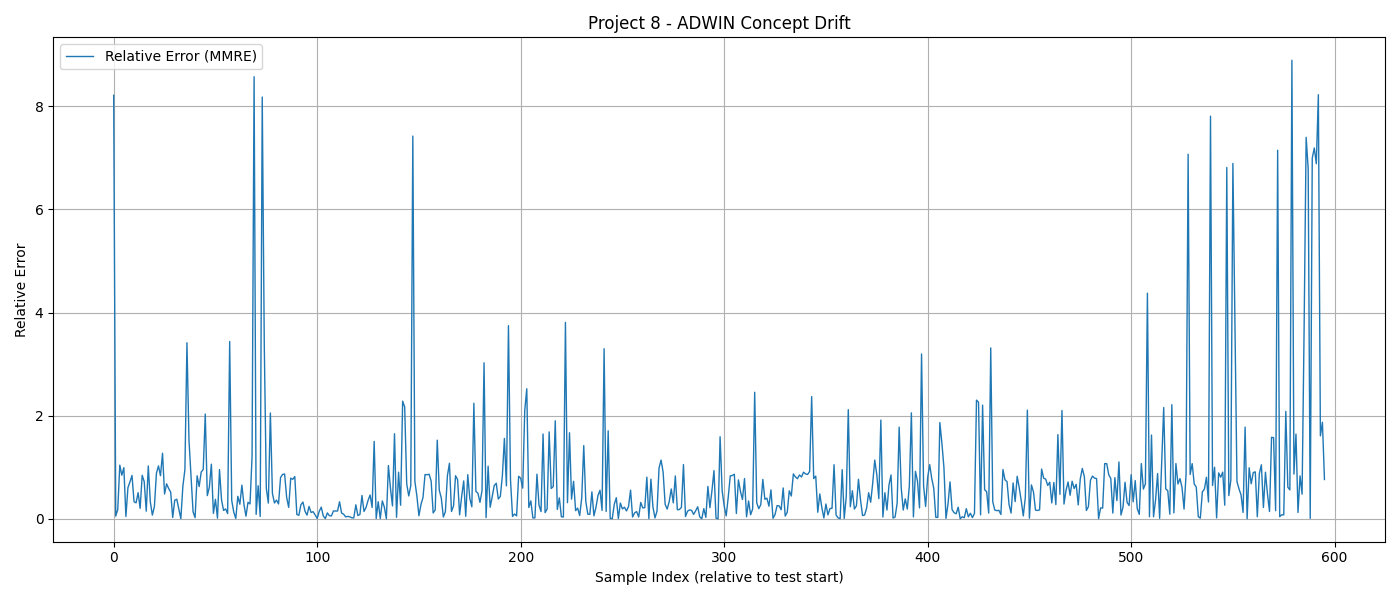 Project 8 - ADWIN Concept Drift
Relative Error (MMRE)
Relative Error
8
6
4
2
0
0 100 200 300 400 500 600
Sample Index (relative to test start)